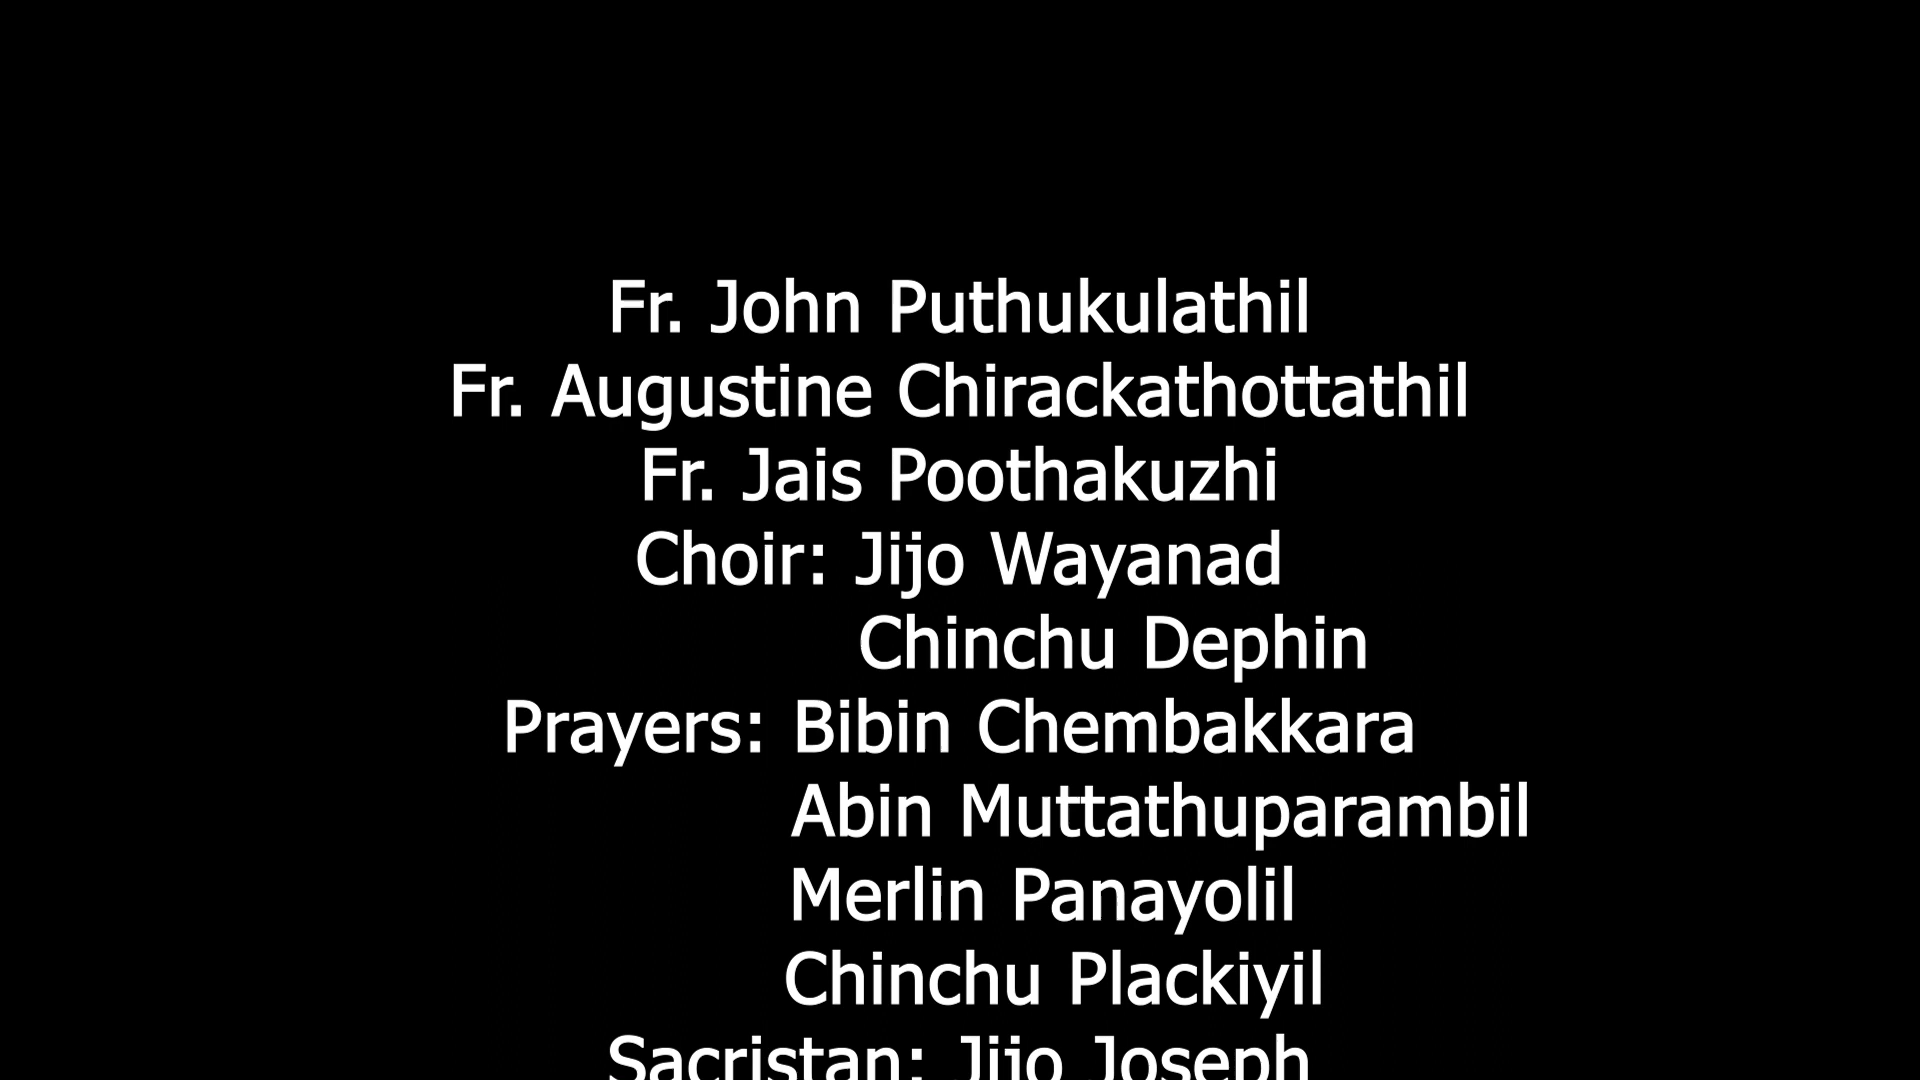 Fr. John Puthukulathil
Fr. Augustine Chirackathottathil
Fr. Jais Poothakuzhi
Choir: Jijo Wayanad
Chinchu Dephin
Prayers: Bibin Chembakkara
Abin Muttathuparambil
Merlin Panayolil
Chinchu Plackiyil
Sacristan: Jijo Joseph